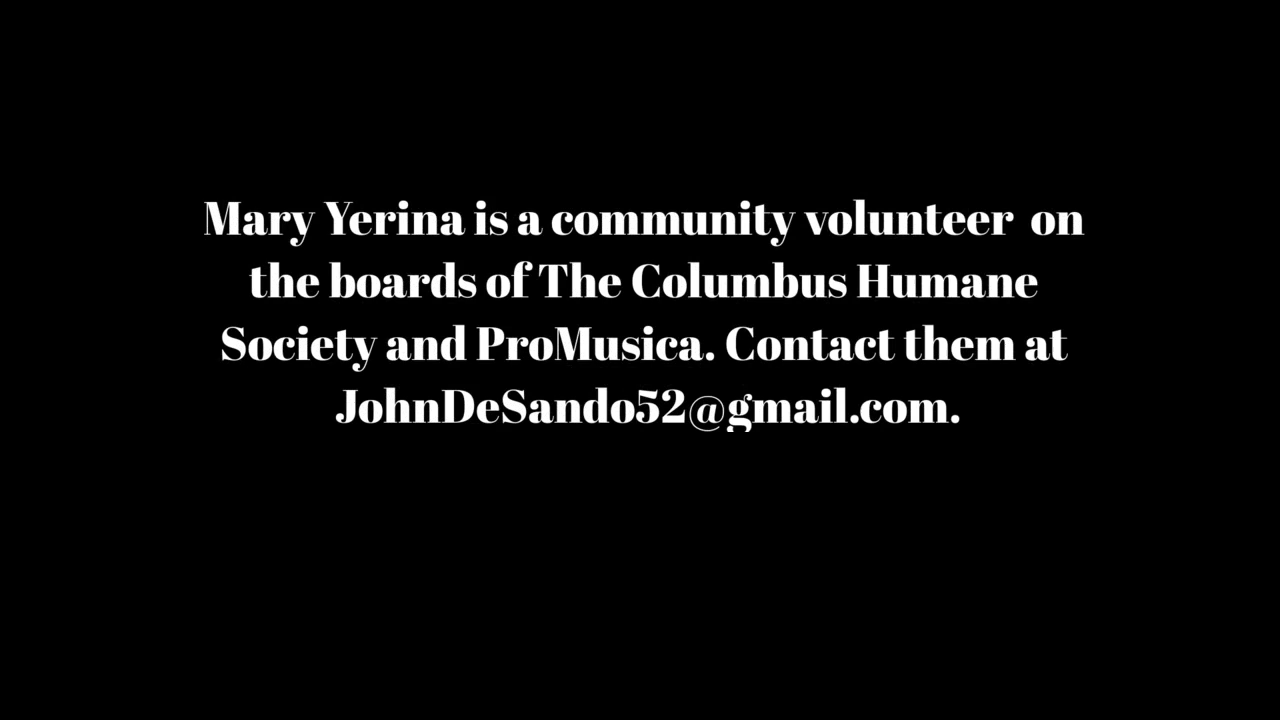 Mary Yerina is a community volunteer  on
the boards of The Columbus Humane
Society and ProMusica. Contact them at
JohnDeSando52@gmail.com.